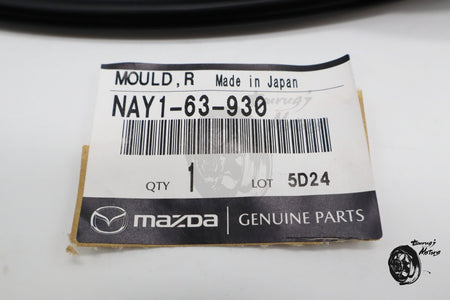 MOULD,R Made in Japan
NAY1-63-930
QTY 1 LOT 5D24
mazda GENUINE PARTS